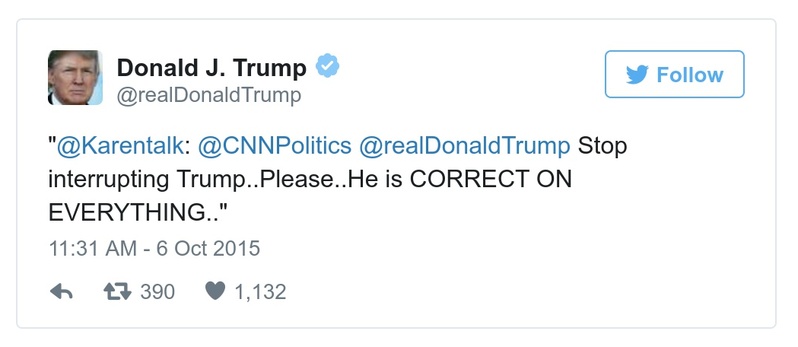 Donald J. Trump
@realDonaldTrump
Follow
"@Karentalk: @CNNPolitics @realDonaldTrump Stop
interrupting Trump..Please..He is CORRECT ON
EVERYTHING.."
11:31 AM - 6 Oct 2015
390 1,132